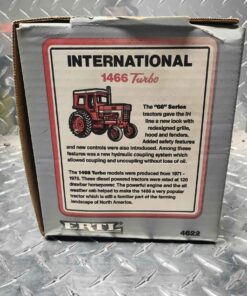 INTERNATIONAL
1466 Turbo
The "66" Series
tractors gave the IH
line a new look with
redesigned grille,
hood and fenders.
Added safety features
and new controls were also introduced. Among these
features was a new hydraulic coupling system which
allowed coupling and uncoupling without loss of oil.
The 1466 Turbo models were produced from 1971 -
1975. These diesel powered tractors were rated at 126
drawbar horsepower. The powerful engine and the all
weather cab helped to make the 1466 a very popular
tractor which is still a familiar part of the farming
landscape of North America.
ERTL
4622